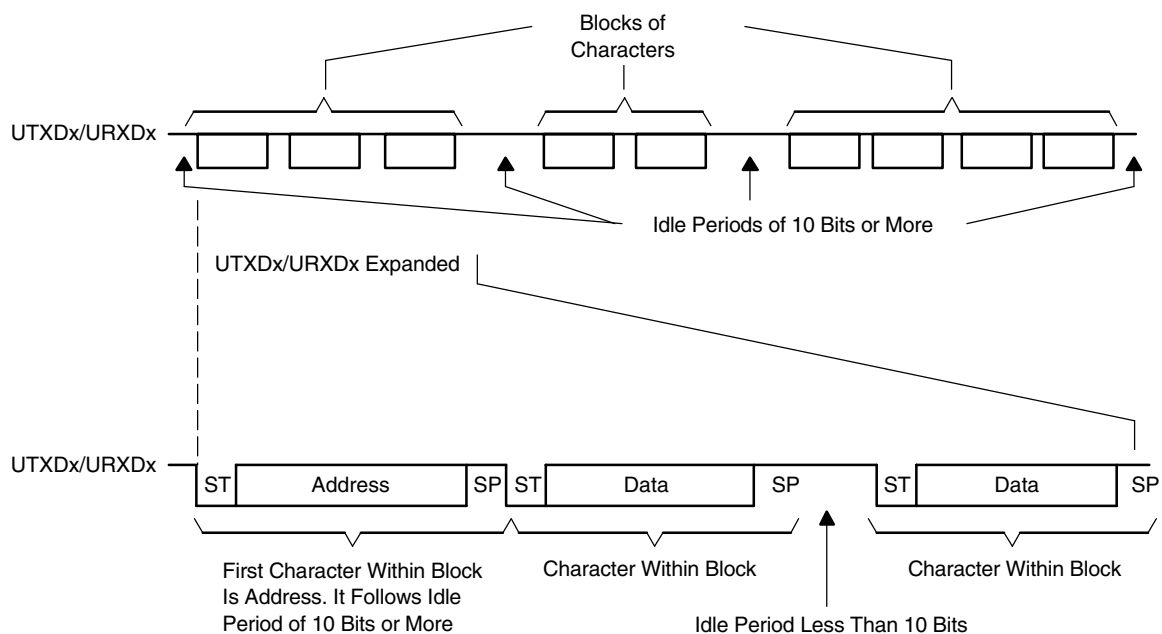 Blocks of
Characters
UTXDx/URXDx
Idle Periods of 10 Bits or More
UTXDx/URXDx Expanded
UTXDx/URXDx
ST
Address
SP
ST
Data
SP
ST
Data
SP
First Character Within Block
Is Address. It Follows Idle
Period of 10 Bits or More
Character Within Block
Character Within Block
Idle Period Less Than 10 Bits